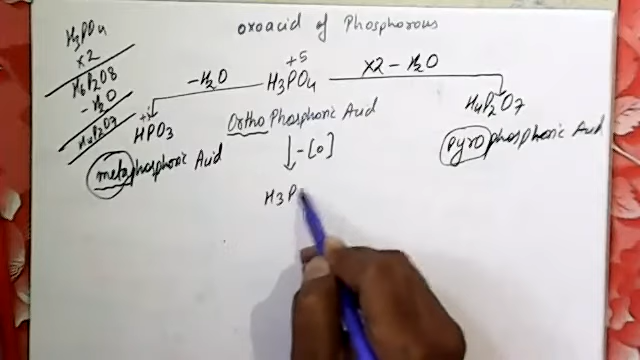 oxoacid of Phosphorous
H3PO4
×2
H6P2O8
-H2O
H4P2O7
-H2O
+5
H3PO4
×2 -H2O
+5
HPO3
metaphosphoric Acid
Ortho Phosphoric Acid
H4P2O7
pyrophosphoric Acid
-[O]
H3P